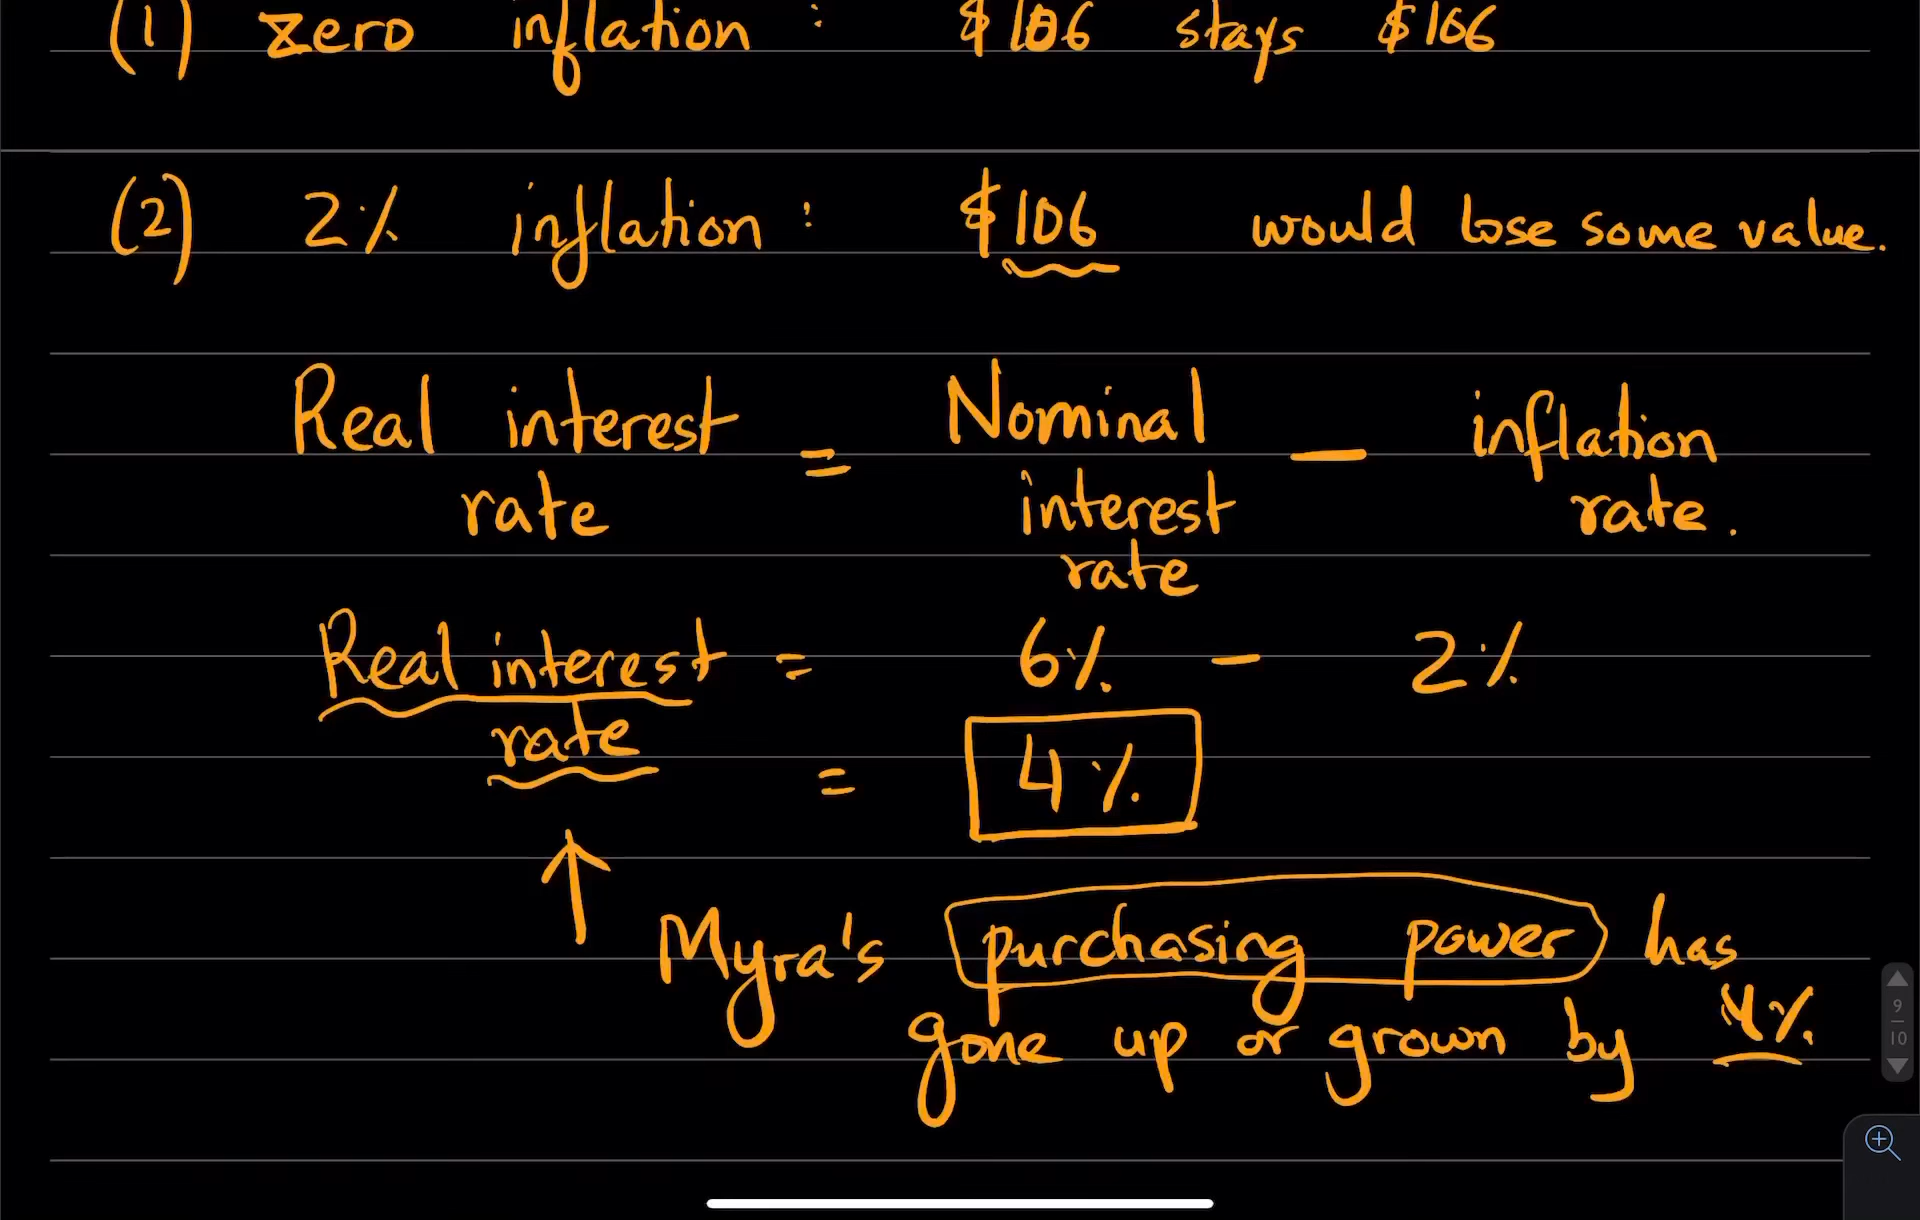 (1) Zero inflation : $106 stays $106
(2) 2% inflation : $106 would lose some value.
Real interest rate = Nominal interest rate — inflation rate.
Real interest rate = 6% — 2%
= 4%
↑
Myra's purchasing power has
gone up or grown by 4%
9
10